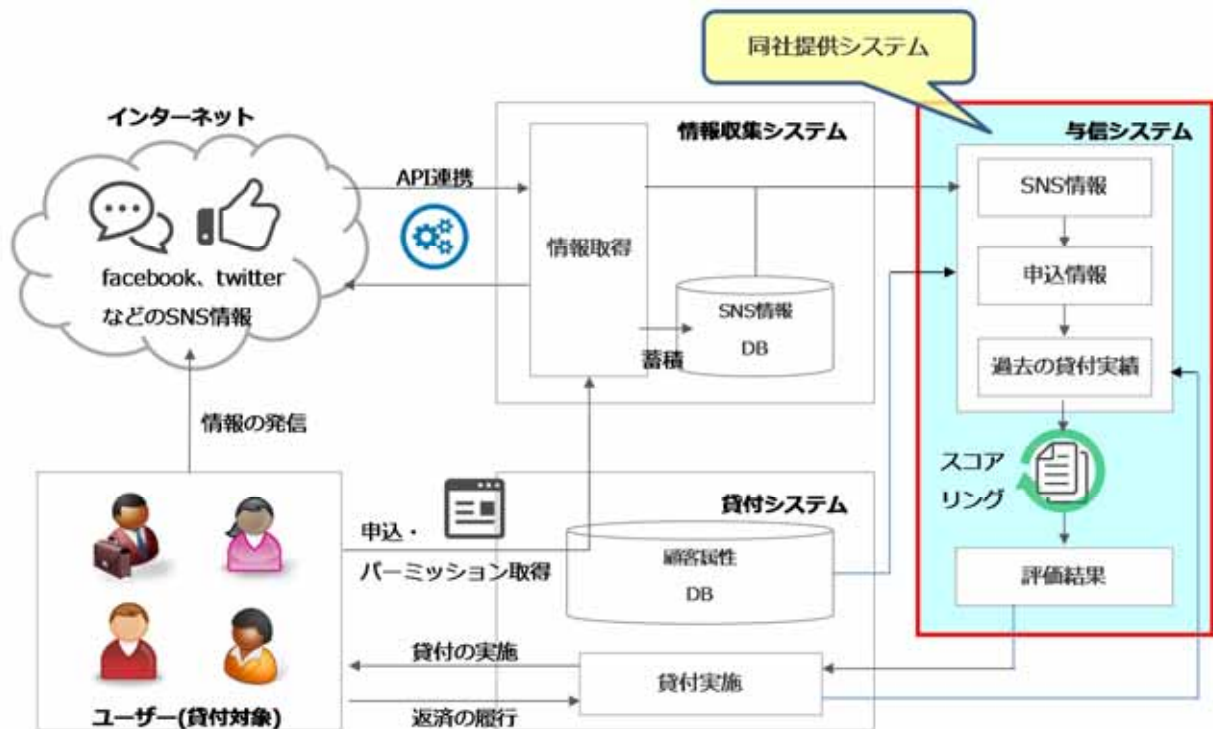 同社提供システム
インターネット
facebook、twitter
などのSNS情報
API連携
情報収集システム
情報取得
SNS情報
DB
蓄積
与信システム
SNS情報
申込情報
過去の貸付実績
スコア
リング
評価結果
情報の発信
申込・
パーミッション取得
貸付システム
顧客属性
DB
貸付の実施
貸付実施
返済の履行
ユーザー(貸付対象)